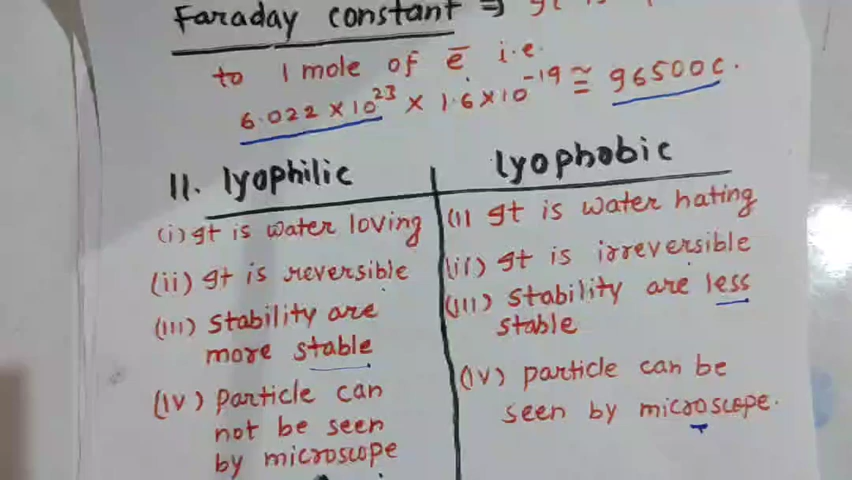 Faraday constant ⇒ It is
to 1 mole of ē i.e.
6.022 × 10²³ × 1.6 × 10⁻¹⁹ ≅ 96500C.
11. lyophilic
lyophobic
(i) It is water loving
(ii) It is reversible
(iii) Stability are
more stable
(iv) particle can
not be seen
by microscope
(i) It is water hating
(ii) It is irreversible
(iii) Stability are less
stable
(iv) particle can be
seen by microscope.